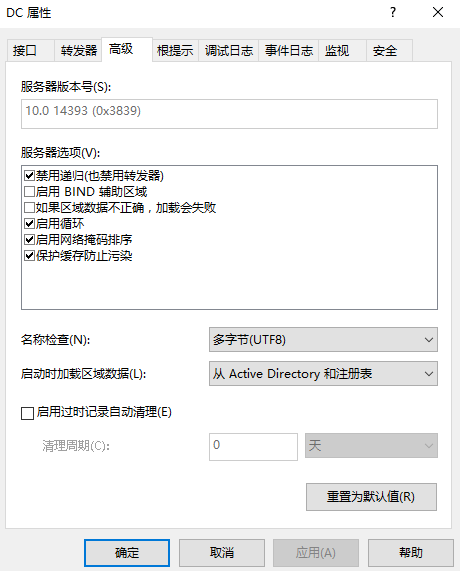 DC 属性
接口 转发器 高级 根提示 调试日志 事件日志 监视 安全
服务器版本号(S):
10.0 14393 (0x3839)
服务器选项(V):
禁用递归(也禁用转发器)
启用 BIND 辅助区域
如果区域数据不正确，加载会失败
启用循环
启用网络掩码排序
保护缓存防止污染
名称检查(N): 多字节(UTF8)
启动时加载区域数据(L): 从 Active Directory 和注册表
启用过时记录自动清理(E)
清理周期(C): 0 天
重置为默认值(R)
确定 取消 应用(A) 帮助